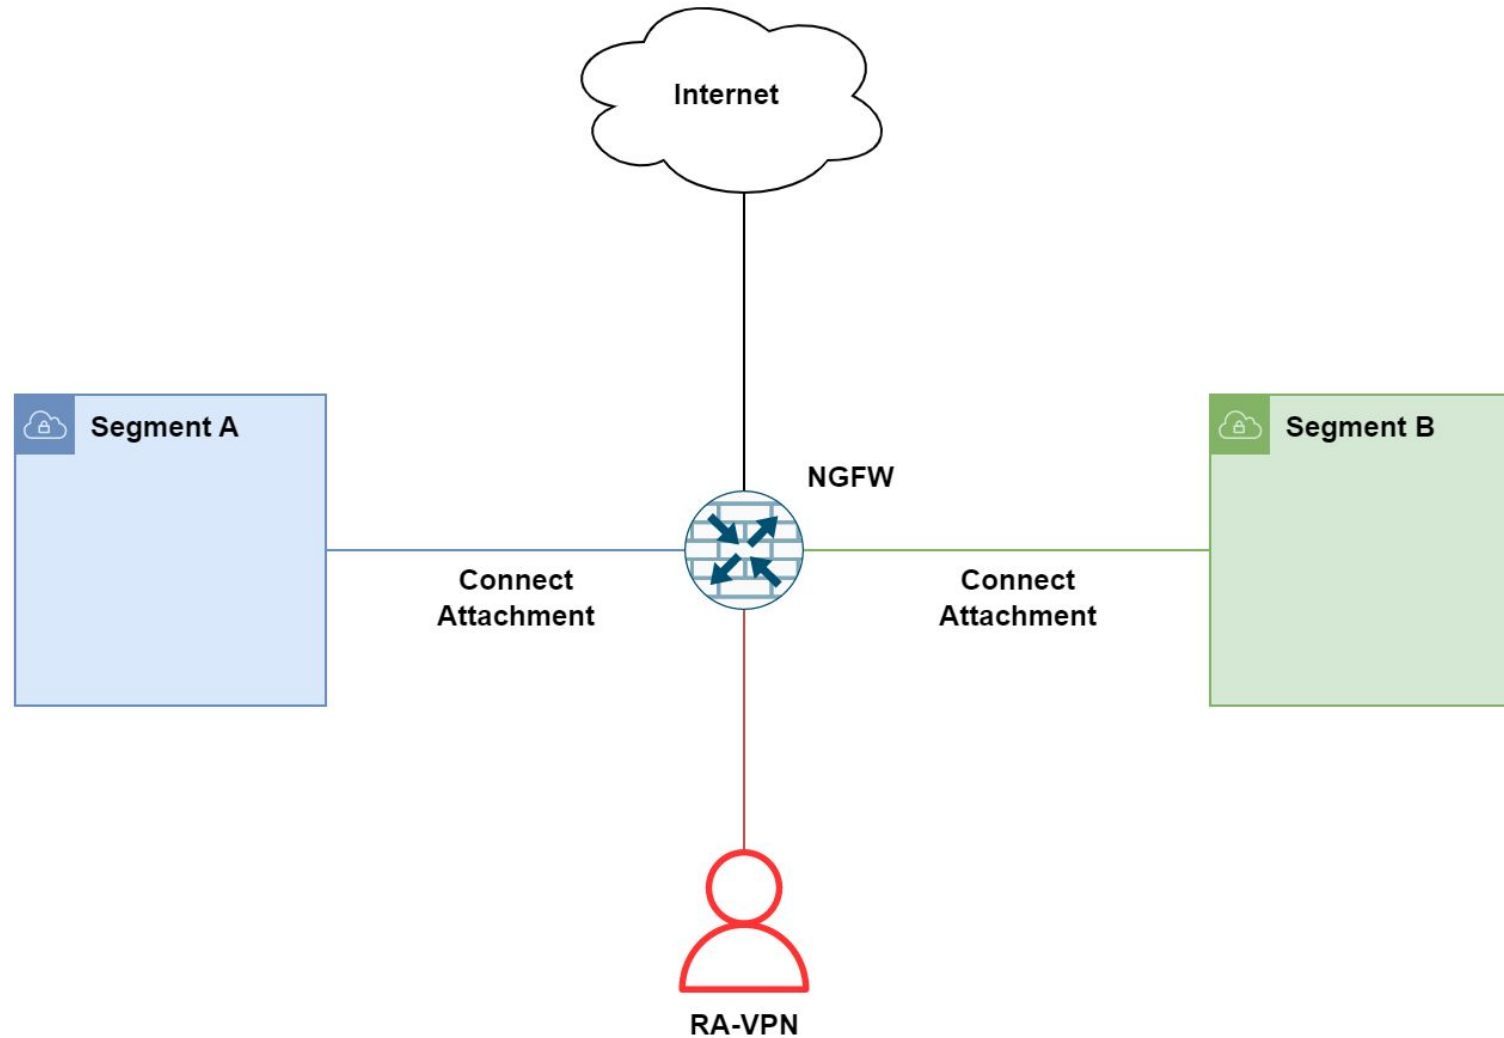 Internet
Segment A
Segment B
NGFW
Connect
Attachment
Connect
Attachment
RA-VPN